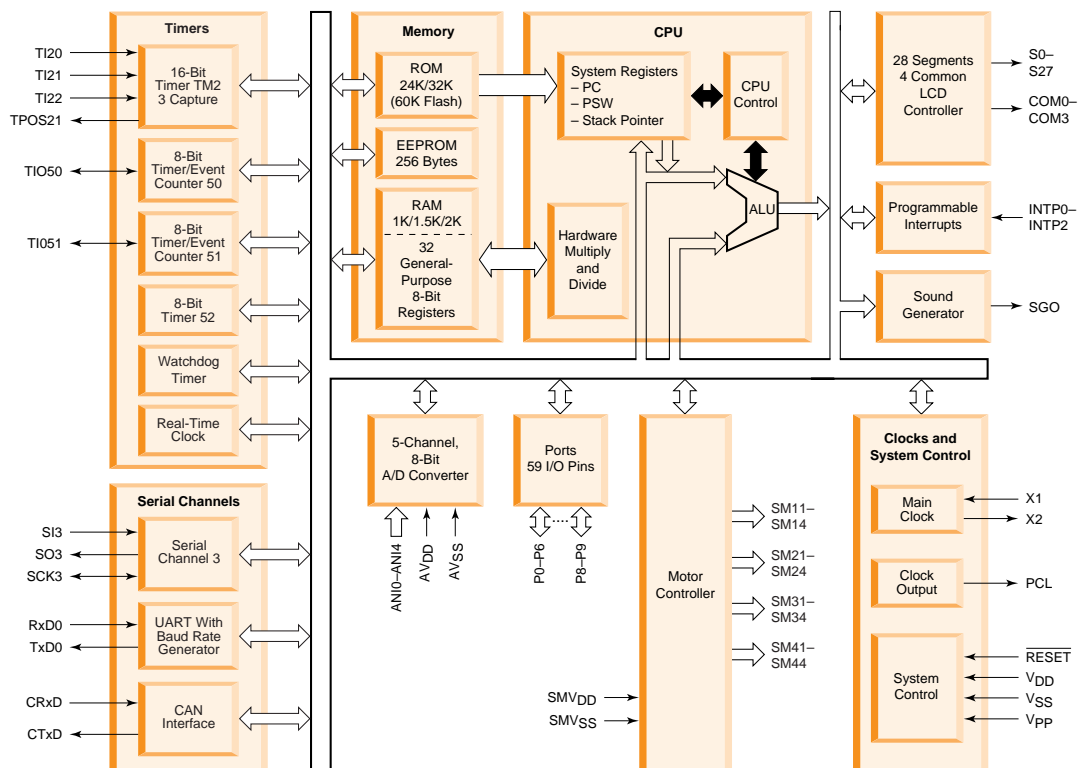 Timers
TI20
TI21
TI22
TPOS21
16-Bit
Timer TM2
3 Capture
TIO50
8-Bit
Timer/Event
Counter 50
TI051
8-Bit
Timer/Event
Counter 51
8-Bit
Timer 52
Watchdog
Timer
Real-Time
Clock
Serial Channels
SI3
SO3
SCK3
Serial
Channel 3
RxD0
TxD0
UART With
Baud Rate
Generator
CRxD
CTxD
CAN
Interface
Memory
ROM
24K/32K
(60K Flash)
EEPROM
256 Bytes
RAM
1K/1.5K/2K
32
General-
Purpose
8-Bit
Registers
CPU
System Registers
– PC
– PSW
– Stack Pointer
CPU
Control
Hardware
Multiply
and
Divide
ALU
28 Segments
4 Common
LCD
Controller
S0–
S27
COM0–
COM3
Programmable
Interrupts
INTP0–
INTP2
Sound
Generator
SGO
5-Channel,
8-Bit
A/D Converter
ANI0–ANI4
AVDD
AVSS
Ports
59 I/O Pins
P0–P6
P8–P9
Motor
Controller
SM11–
SM14
SM21–
SM24
SM31–
SM34
SM41–
SM44
SMVDD
SMVSS
Clocks and
System Control
Main
Clock
X1
X2
Clock
Output
PCL
System
Control
RESET
VDD
VSS
VPP